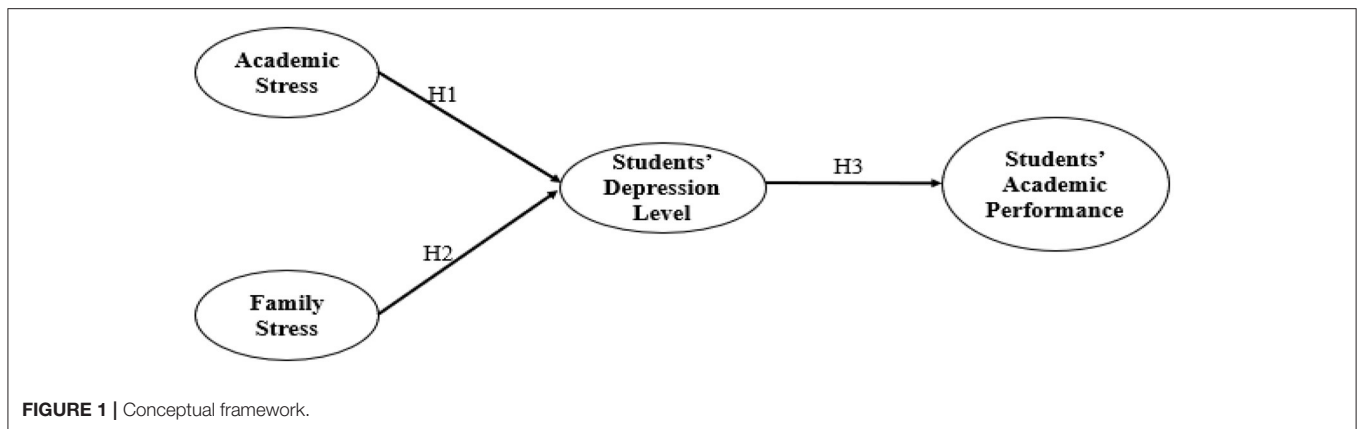 Academic
Stress
H1
Students'
Depression
Level
H3
Students'
Academic
Performance
H2
Family
Stress
FIGURE 1 | Conceptual framework.